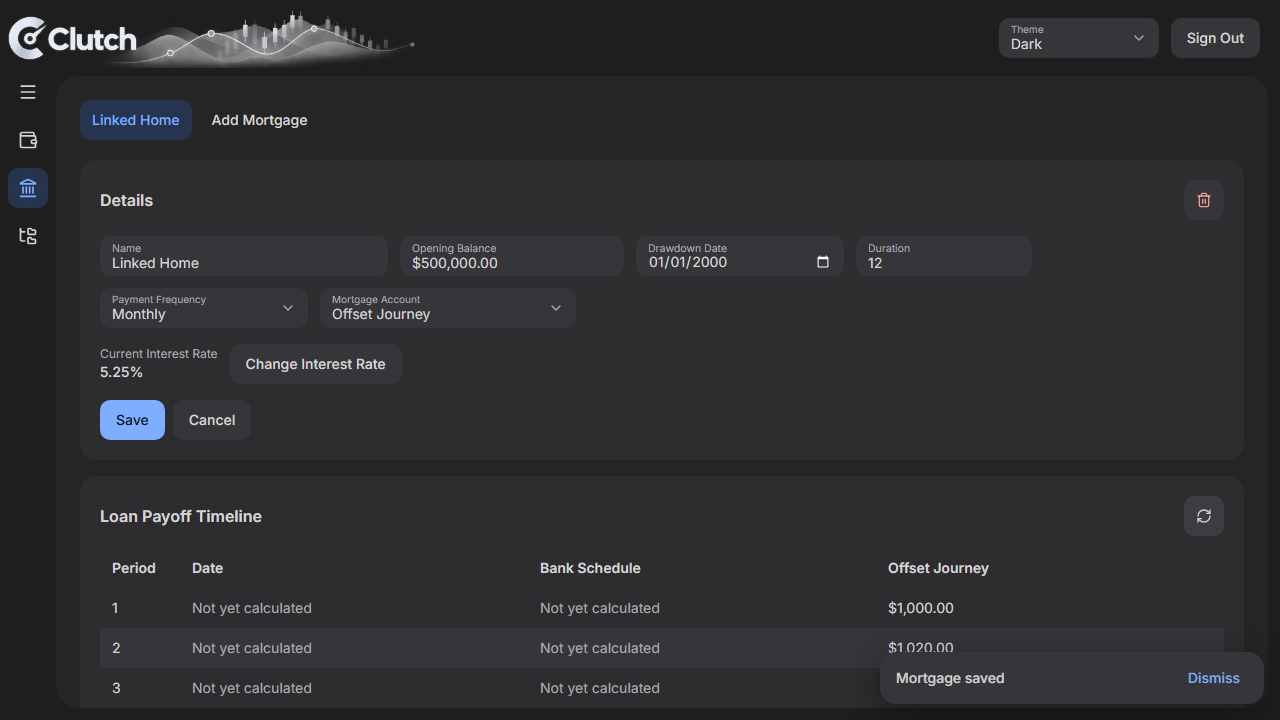 Clutch
Theme
Dark
Sign Out
Linked Home
Add Mortgage
Details
Name
Linked Home
Opening Balance
$500,000.00
Drawdown Date
01/01/2000
Duration
12
Payment Frequency
Monthly
Mortgage Account
Offset Journey
Current Interest Rate
5.25%
Change Interest Rate
Save
Cancel
Loan Payoff Timeline
Period Date Bank Schedule Offset Journey
1 Not yet calculated Not yet calculated $1,000.00
2 Not yet calculated Not yet calculated $1,020.00
3 Not yet calculated Not yet calculated
Mortgage saved
Dismiss